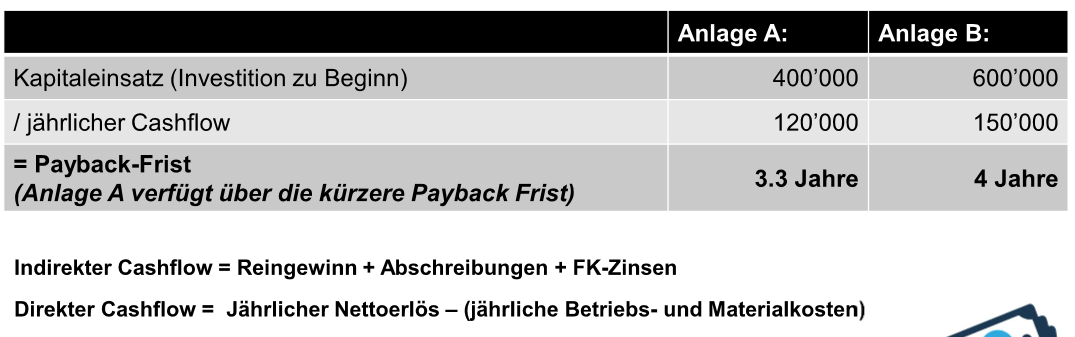 Anlage A: Anlage B:
Kapitaleinsatz (Investition zu Beginn) 400’000 600’000
/ jährlicher Cashflow 120’000 150’000
= Payback-Frist
(Anlage A verfügt über die kürzere Payback Frist) 3.3 Jahre 4 Jahre
Indirekter Cashflow = Reingewinn + Abschreibungen + FK-Zinsen
Direkter Cashflow = Jährlicher Nettoerlös – (jährliche Betriebs- und Materialkosten)